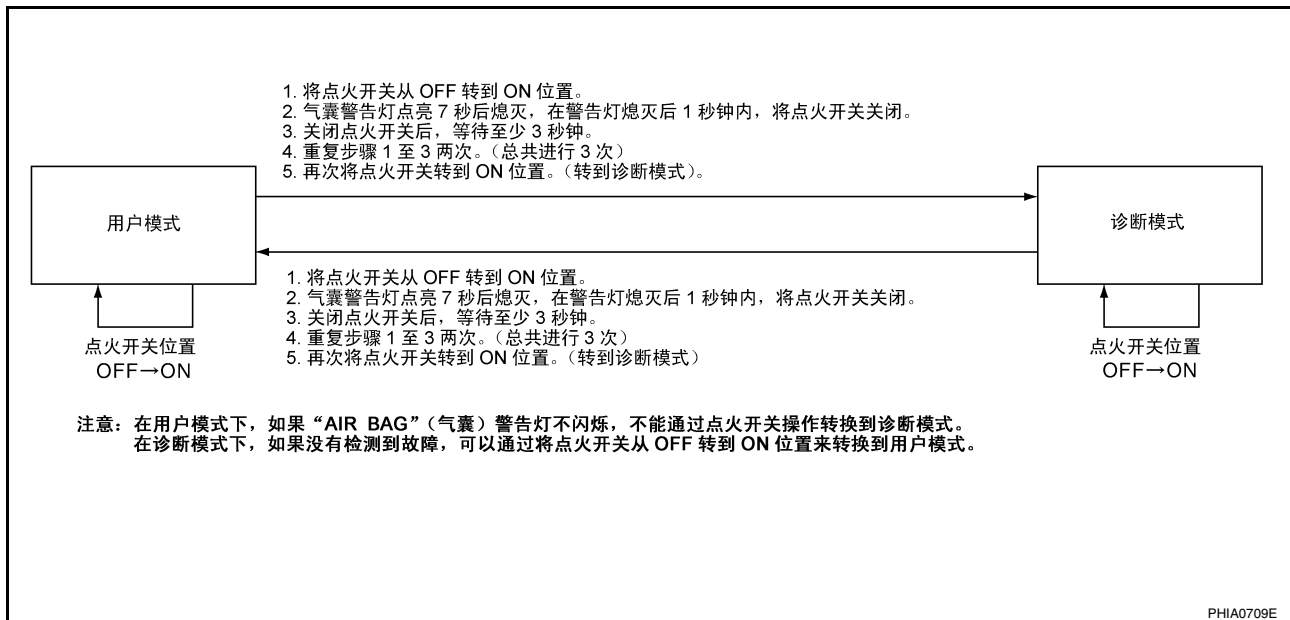 1. 将点火开关从 OFF 转到 ON 位置。
2. 气囊警告灯点亮 7 秒后熄灭，在警告灯熄灭后 1 秒钟内，将点火开关关闭。
3. 关闭点火开关后，等待至少 3 秒钟。
4. 重复步骤 1 至 3 两次。（总共进行 3 次）
5. 再次将点火开关转到 ON 位置。（转到诊断模式）。
用户模式
诊断模式
1. 将点火开关从 OFF 转到 ON 位置。
2. 气囊警告灯点亮 7 秒后熄灭，在警告灯熄灭后 1 秒钟内，将点火开关关闭。
3. 关闭点火开关后，等待至少 3 秒钟。
4. 重复步骤 1 至 3 两次。（总共进行 3 次）
5. 再次将点火开关转到 ON 位置。（转到诊断模式）
点火开关位置
OFF→ON
点火开关位置
OFF→ON
注意：在用户模式下，如果“AIR BAG”（气囊）警告灯不闪烁，不能通过点火开关操作转换到诊断模式。
在诊断模式下，如果没有检测到故障，可以通过将点火开关从 OFF 转到 ON 位置来转换到用户模式。
PHIA0709E